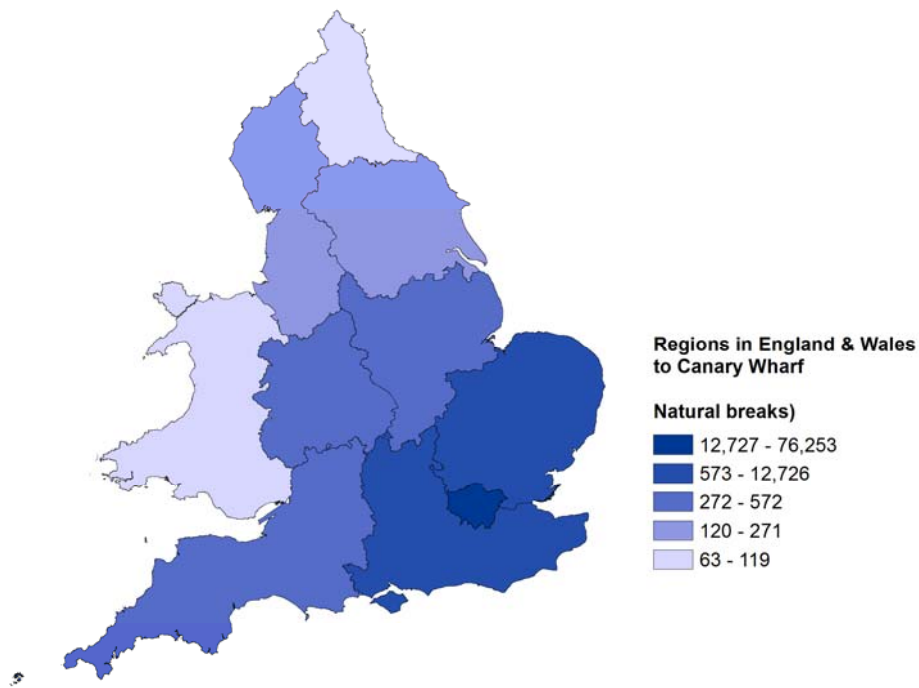 Regions in England & Wales
to Canary Wharf
Natural breaks)
12,727 - 76,253
573 - 12,726
272 - 572
120 - 271
63 - 119